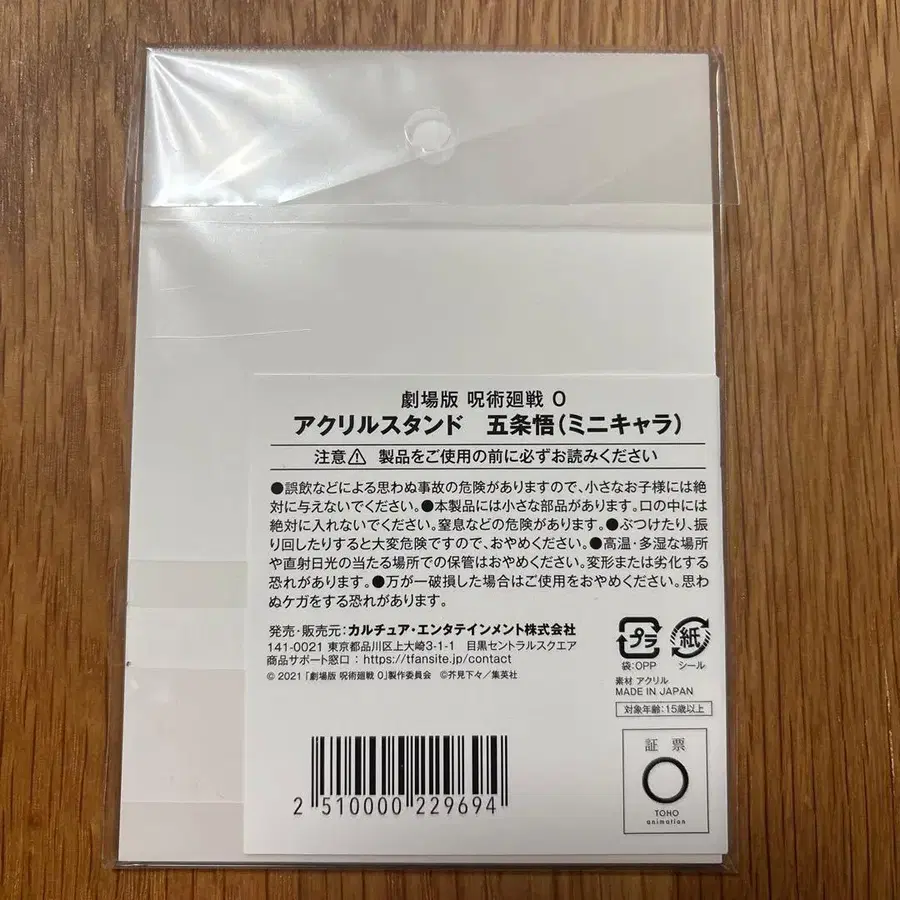 劇場版 呪術廻戦 0
アクリルスタンド　五条悟(ミニキャラ)
注意⚠ 製品をご使用の前に必ずお読みください
●誤飲などによる思わぬ事故の危険がありますので、小さなお子様には絶
対に与えないでください。●本製品には小さな部品があります。口の中には
絶対に入れないでください。窒息などの危険があります。●ぶつけたり、振
り回したりすると大変危険ですので、おやめください。●高温・多湿な場所
や直射日光の当たる場所での保管はおやめください。変形または劣化する
恐れがあります。●万が一破損した場合はご使用をおやめください。思わ
ぬケガをする恐れがあります。
発売・販売元：カルチュア・エンタテインメント株式会社
141-0021 東京都品川区上大崎3-1-1　目黒セントラルスクエア
商品サポート窓口：https://tfansite.jp/contact
© 2021 「劇場版 呪術廻戦 0」製作委員会　©芥見下々／集英社
プラ
袋：OPP
紙
シール
素材 アクリル
MADE IN JAPAN
対象年齢：15歳以上
証票
TOHO
animation
2 510000 229694